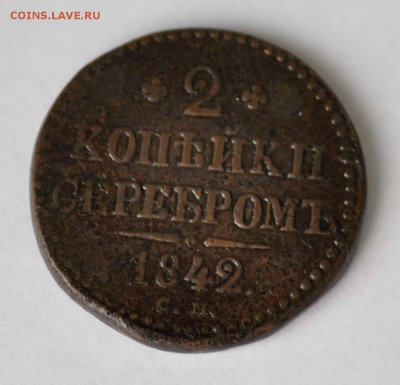 COINS.LAVE.RU
2
КОПѢЙКИ
СЕРЕБРОМЪ
1842
С.М.